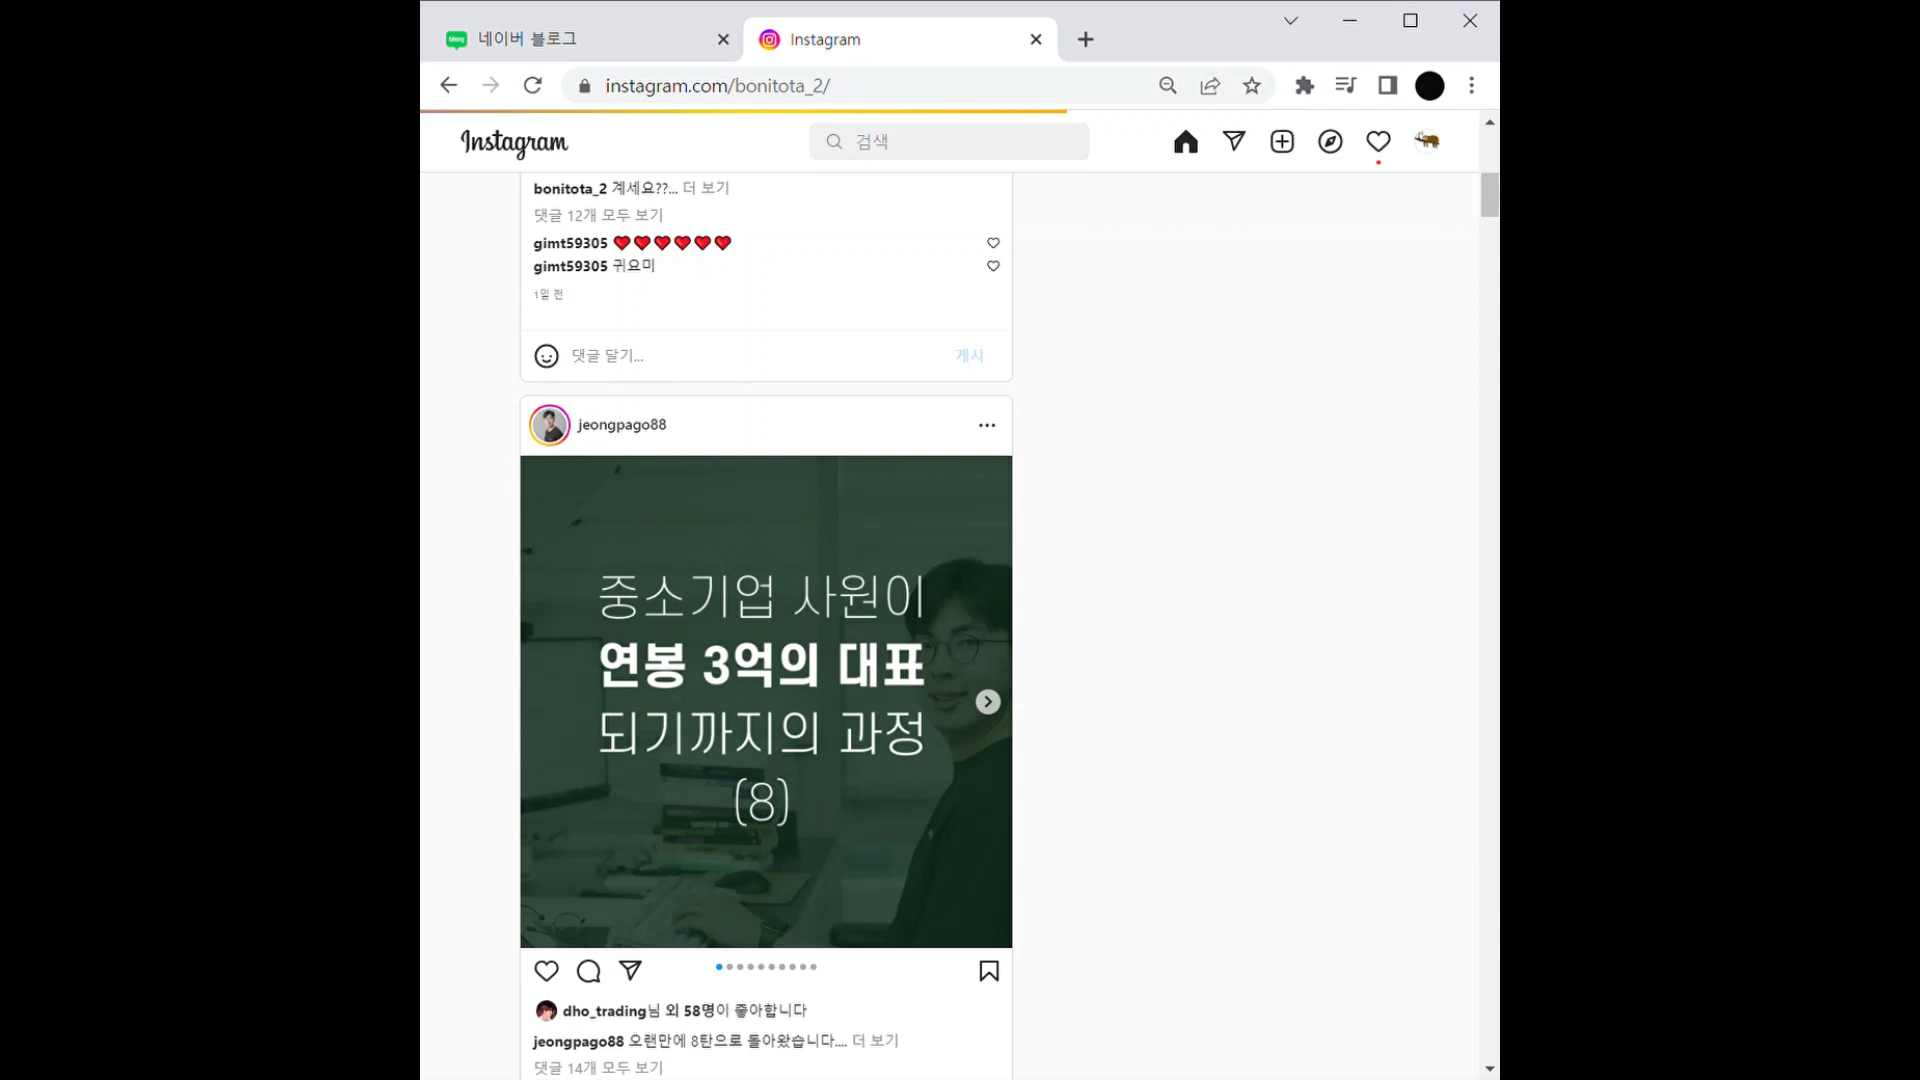 네이버 블로그
Instagram
instagram.com/bonitota_2/
Instagram
검색
bonitota_2 계세요??... 더 보기
댓글 12개 모두 보기
gimt59305 ❤️❤️❤️❤️❤️❤️
gimt59305 귀요미
1일 전
댓글 달기...
게시
jeongpago88
중소기업 사원이
연봉 3억의 대표
되기까지의 과정
(8)
dho_trading님 외 58명이 좋아합니다
jeongpago88 오랜만에 8탄으로 돌아왔습니다.... 더 보기
댓글 14개 모두 보기